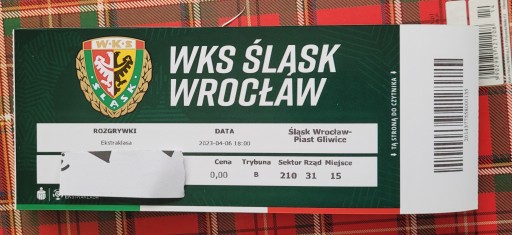 WKS ŚLĄSK
WROCŁAW
W·K·S
ŚLĄSK
ROZGRYWKI
DATA
Śląsk Wrocław-
Piast Gliwice
Ekstraklasa
2023-04-08 18:00
Cena Trybuna Sektor Rząd Miejsce
0,00 B 210 31 15
TĄ STRONĄ DO CZYTNIKA